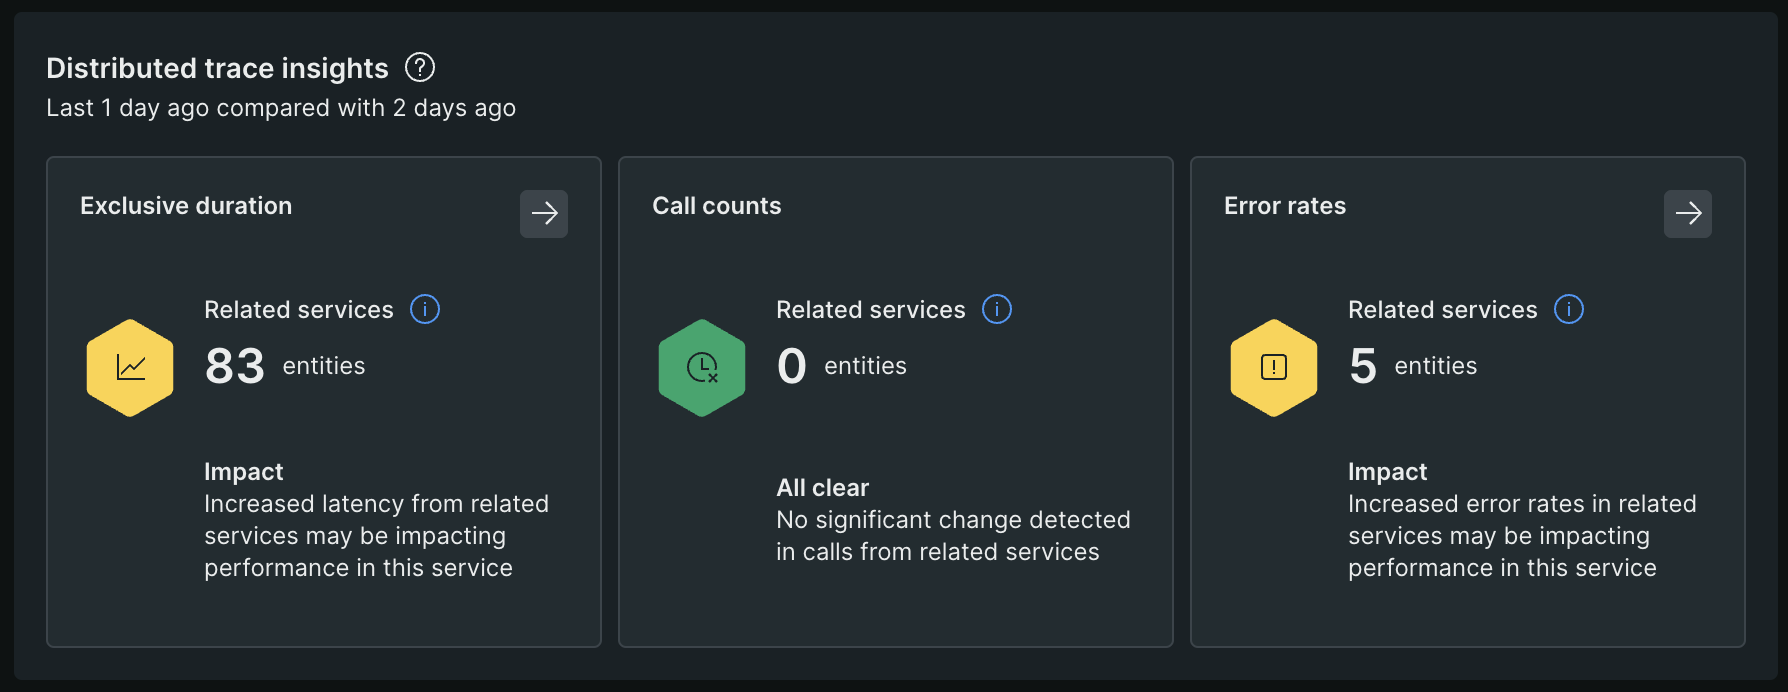 Distributed trace insights
Last 1 day ago compared with 2 days ago
Exclusive duration
Related services
83 entities
Impact
Increased latency from related
services may be impacting
performance in this service
Call counts
Related services
0 entities
All clear
No significant change detected
in calls from related services
Error rates
Related services
5 entities
Impact
Increased error rates in related
services may be impacting
performance in this service